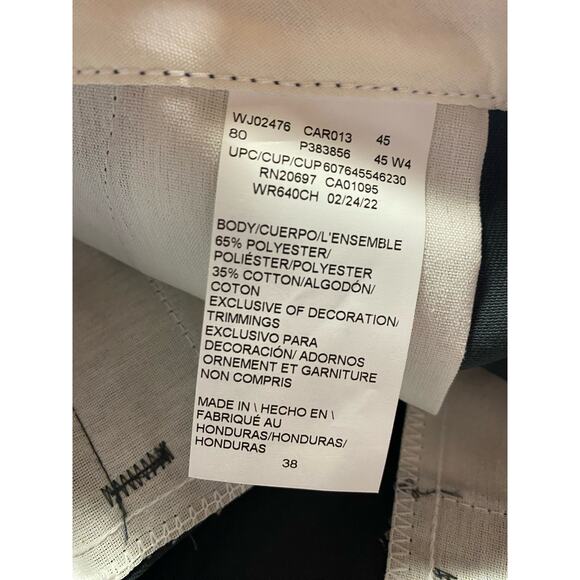 WJ02476 CAR013 45
80 P383856 45 W4
UPC/CUP/CUP607645546230
RN20697 CA01095
WR640CH 02/24/22
BODY/CUERPO/L'ENSEMBLE
65% POLYESTER/
POLIÉSTER/POLYESTER
35% COTTON/ALGODÓN/
COTON
EXCLUSIVE OF DECORATION/
TRIMMINGS
EXCLUSIVO PARA
DECORACIÓN/ ADORNOS
ORNEMENT ET GARNITURE
NON COMPRIS
MADE IN \ HECHO EN \
FABRIQUÉ AU
HONDURAS/HONDURAS/
HONDURAS
38